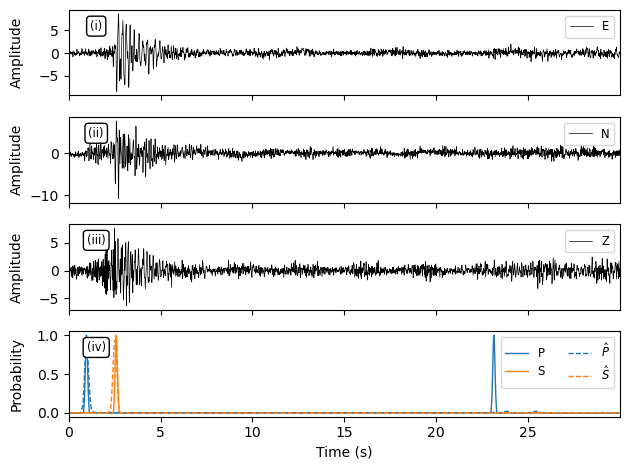 Amplitude
5
0
−5
(i)
E
Amplitude
0
−10
(ii)
N
Amplitude
5
0
−5
(iii)
Z
Probability
1.0
0.5
0.0
(iv)
P P̂
S Ŝ
0 5 10 15 20 25
Time (s)